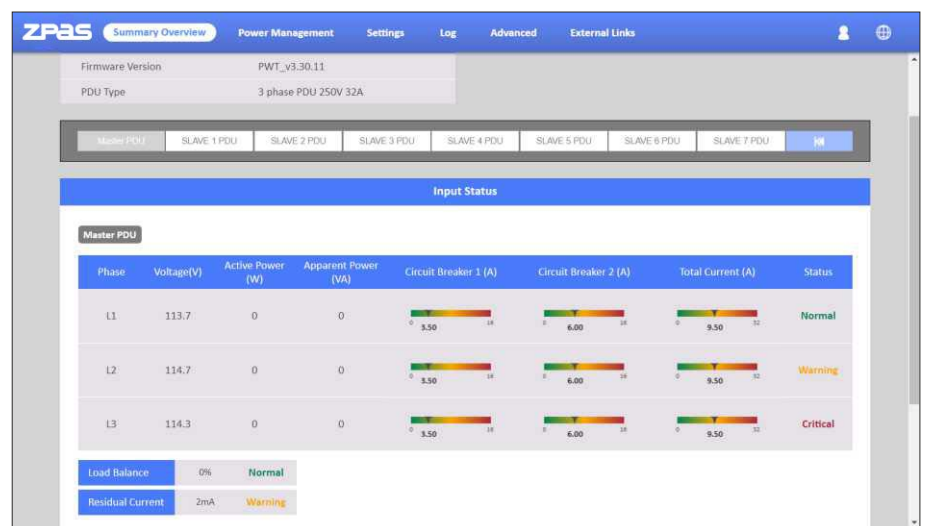 ZPAS Summary Overview Power Management Settings Log Advanced External Links
Firmware Version PWT_v3.30.11
PDU Type 3 phase PDU 250V 32A
Master PDU SLAVE 1 PDU SLAVE 2 PDU SLAVE 3 PDU SLAVE 4 PDU SLAVE 5 PDU SLAVE 6 PDU SLAVE 7 PDU
Input Status
Master PDU
Phase Voltage(V) Active Power (W) Apparent Power (VA) Circuit Breaker 1 (A) Circuit Breaker 2 (A) Total Current (A) Status
L1 113.7 0 0 0 3.50 16 0 6.00 16 0 9.50 32 Normal
L2 114.7 0 0 0 3.50 16 0 6.00 16 0 9.50 32 Warning
L3 114.3 0 0 0 3.50 16 0 6.00 16 0 9.50 32 Critical
Load Balance 0% Normal
Residual Current 2mA Warning